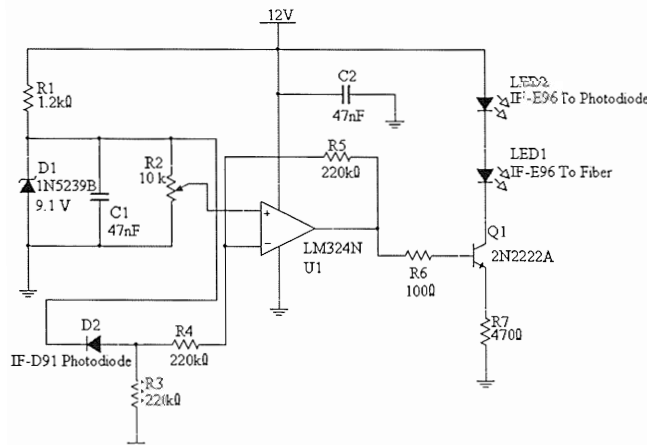 12V
R1
1.2kΩ
C2
47nF
LED2
IF-E96 To Photodiode
R5
220kΩ
LED1
IF-E96 To Fiber
D1
1N5239B
9.1 V
R2
10 k
C1
47nF
+
-
LM324N
U1
Q1
2N2222A
R6
100Ω
D2
IF-D91 Photodiode
R4
220kΩ
R7
470Ω
R3
220kΩ